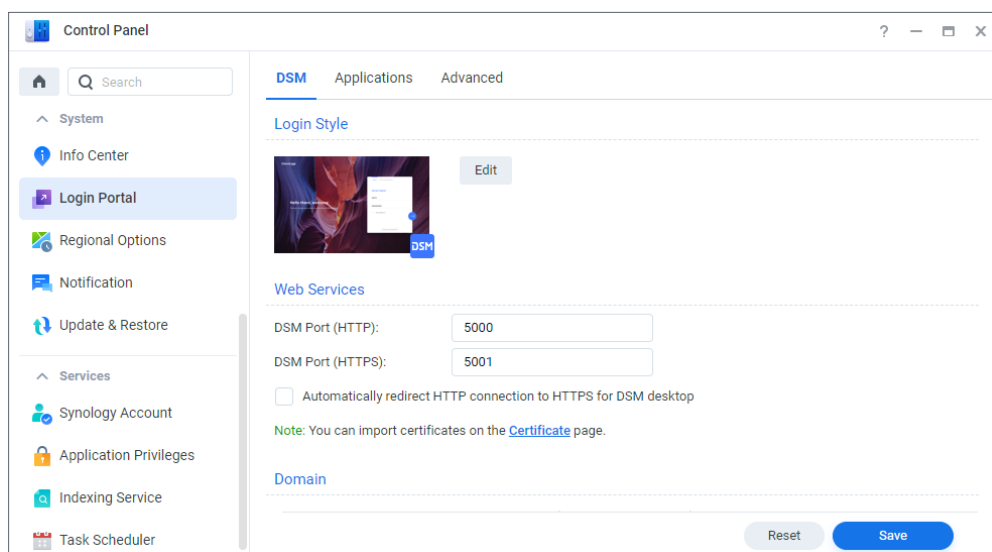 Control Panel
?
Search
DSM Applications Advanced
System
Info Center
Login Portal
Regional Options
Notification
Update & Restore
Services
Synology Account
Application Privileges
Indexing Service
Task Scheduler
Login Style
Edit
DSM
Web Services
DSM Port (HTTP): 5000
DSM Port (HTTPS): 5001
Automatically redirect HTTP connection to HTTPS for DSM desktop
Note: You can import certificates on the Certificate page.
Domain
Reset Save